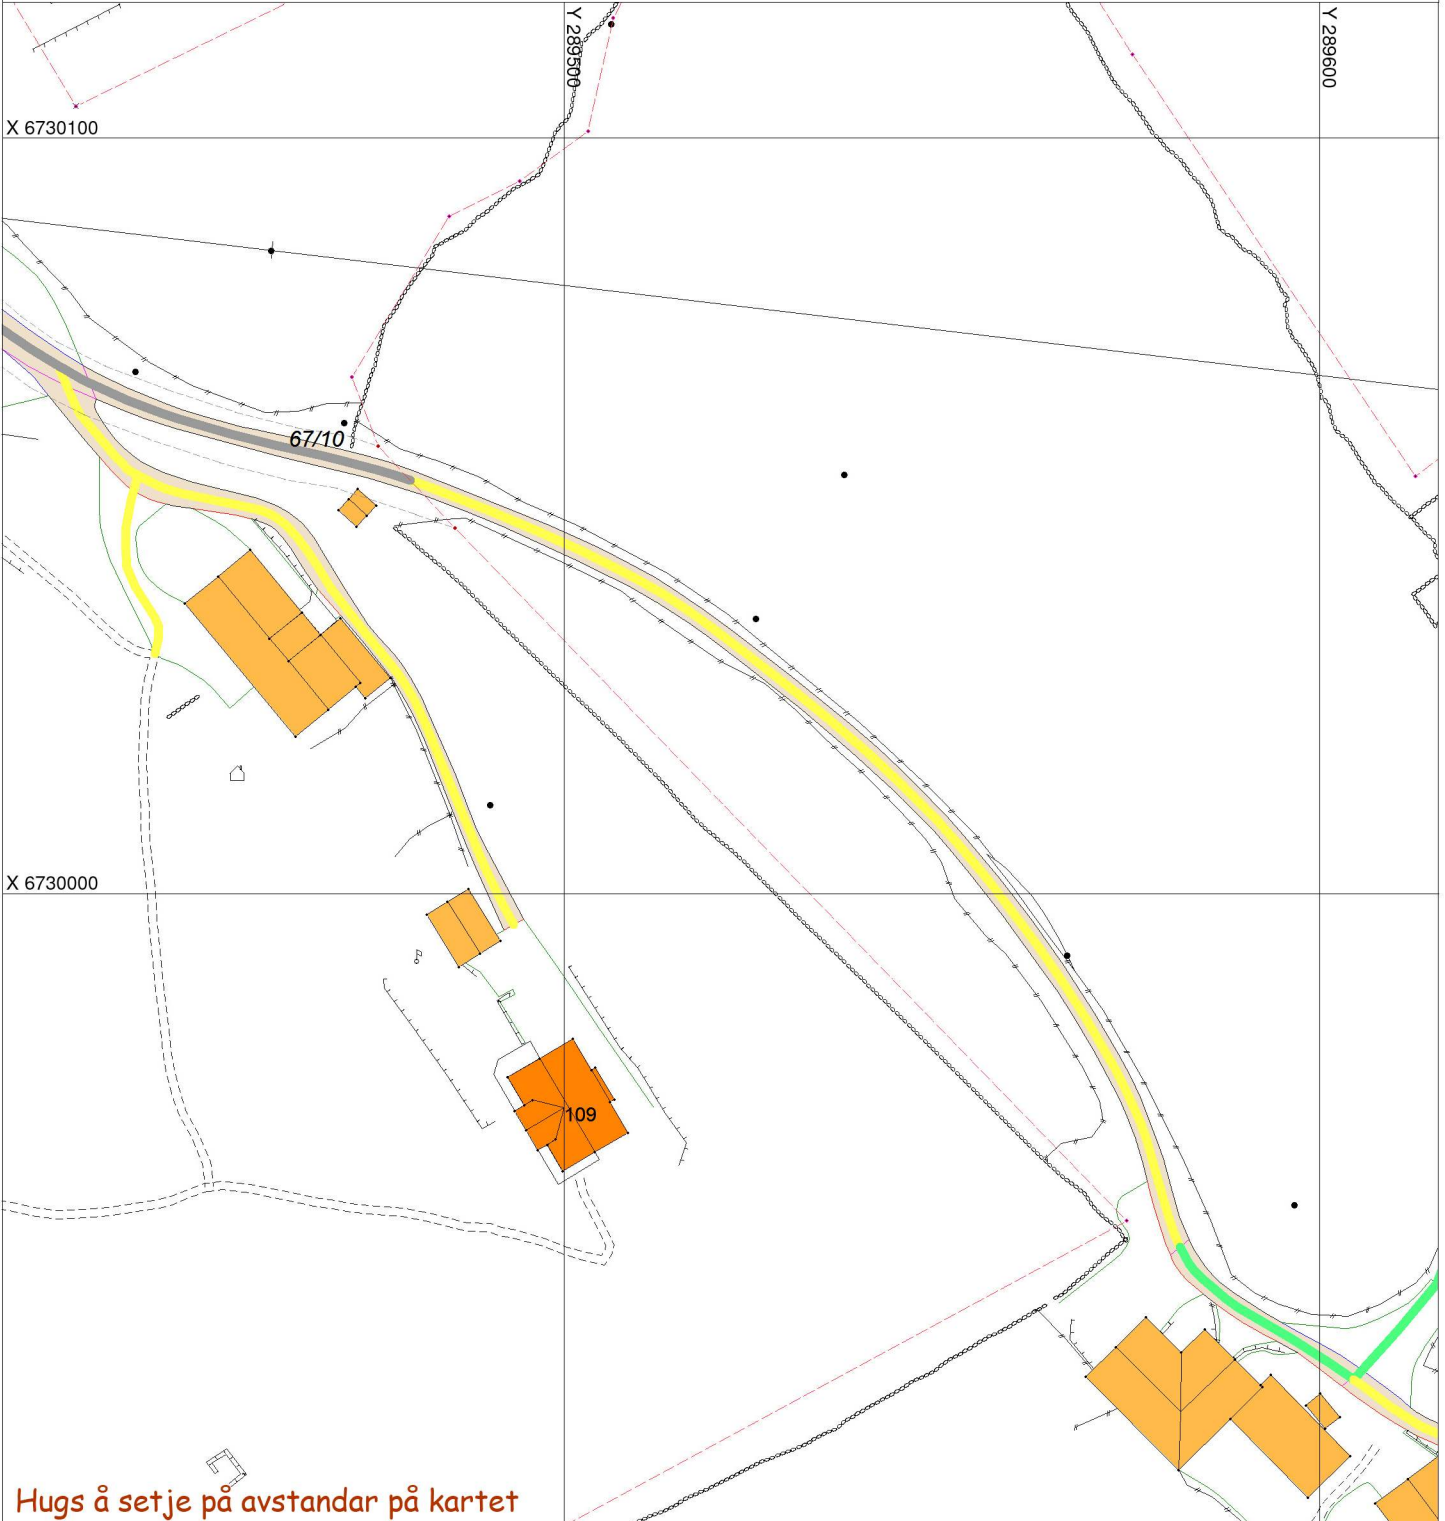 Y 289500
Y 289600
X 6730100
67/10
X 6730000
109
Hugs å setje på avstandar på kartet